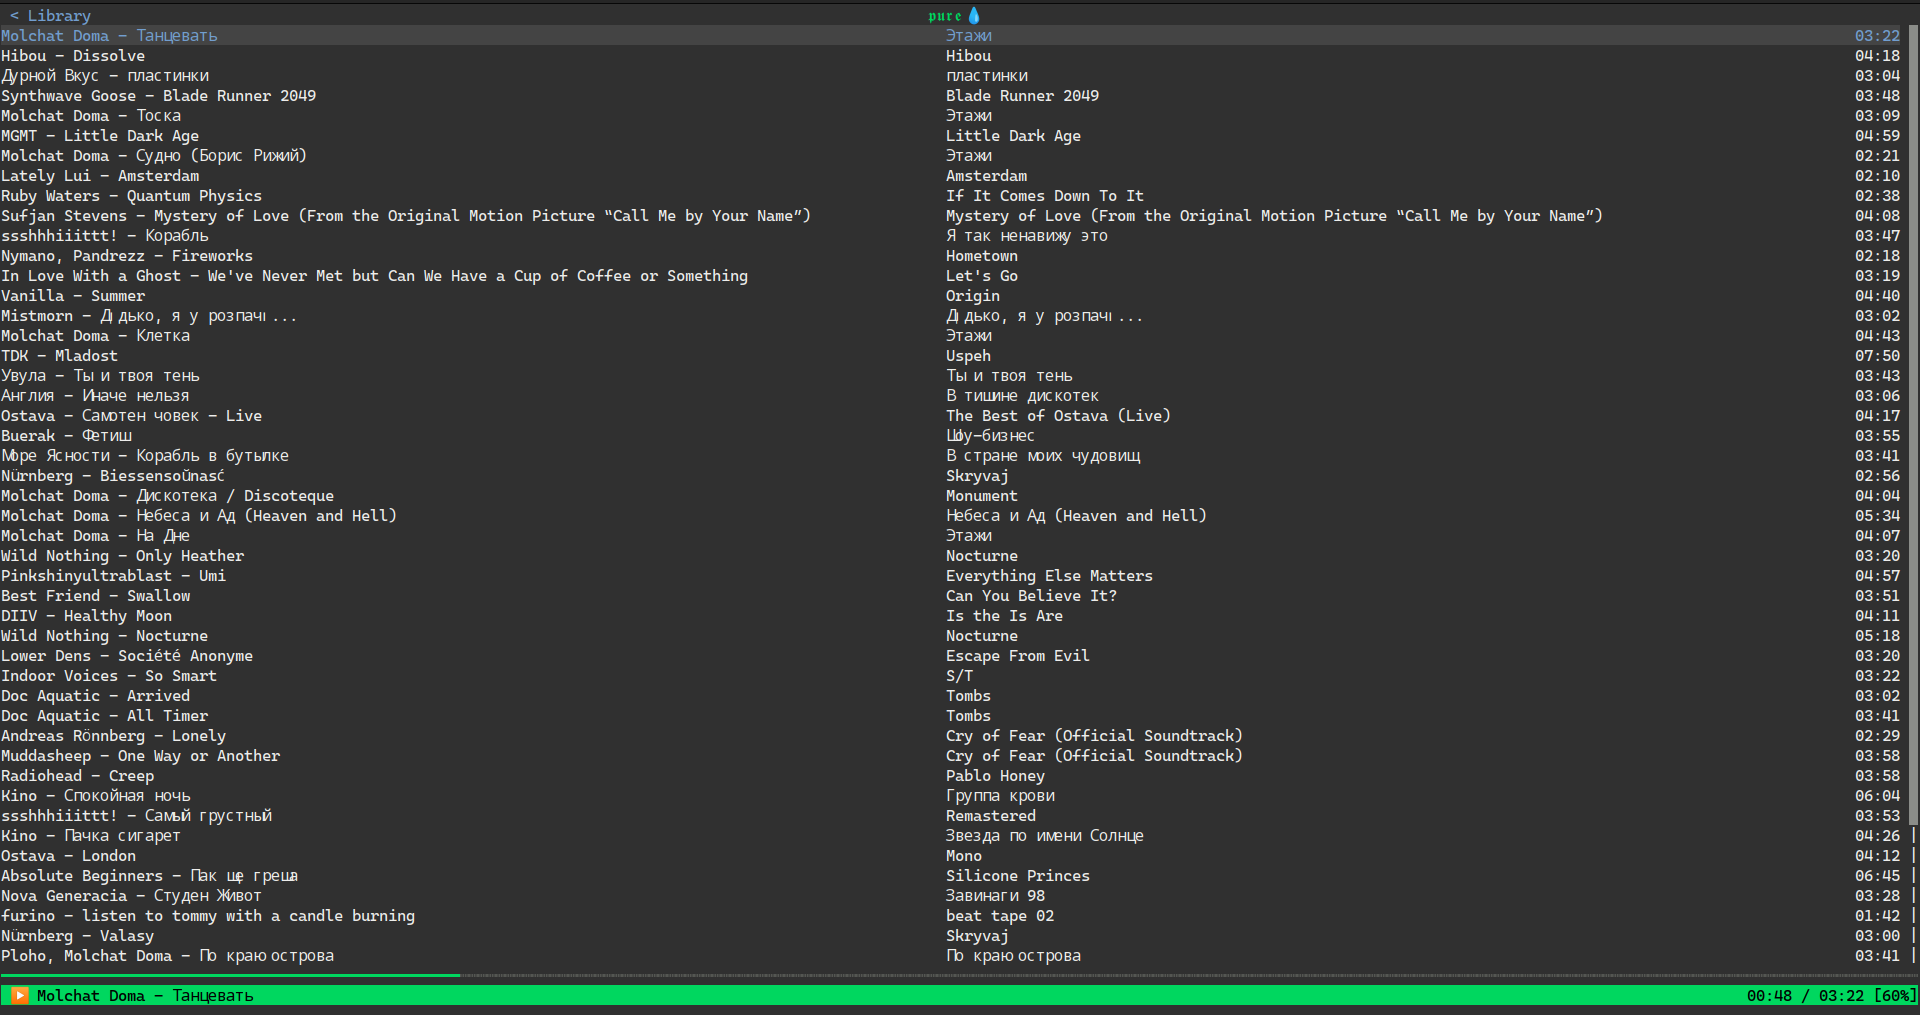 < Library 𝖕𝖚𝖗𝖊💧
Molchat Doma – Танцевать Этажи 03:22
Hibou – Dissolve Hibou 04:18
Дурной Вкус – пластинки пластинки 03:04
Synthwave Goose – Blade Runner 2049 Blade Runner 2049 03:48
Molchat Doma – Тоска Этажи 03:09
MGMT – Little Dark Age Little Dark Age 04:59
Molchat Doma – Судно (Борис Рижий) Этажи 02:21
Lately Lui – Amsterdam Amsterdam 02:10
Ruby Waters – Quantum Physics If It Comes Down To It 02:38
Sufjan Stevens – Mystery of Love (From the Original Motion Picture “Call Me by Your Name”) Mystery of Love (From the Original Motion Picture “Call Me by Your Name”) 04:08
ssshhhiiittt! – Корабль Я так ненавижу это 03:47
Nymano, Pandrezz – Fireworks Hometown 02:18
In Love With a Ghost – We've Never Met but Can We Have a Cup of Coffee or Something Let's Go 03:19
Vanilla – Summer Origin 04:40
Mistmorn – Дідько, я у розпачі... Дідько, я у розпачі... 03:02
Molchat Doma – Клетка Этажи 04:43
TDK – Mladost Uspeh 07:50
Увула – Ты и твоя тень Ты и твоя тень 03:43
Англия – Иначе нельзя В тишине дискотек 03:06
Ostava – Самотен човек – Live The Best of Ostava (Live) 04:17
Buerak – Фетиш Шоу-бизнес 03:55
Море Ясности – Корабль в бутылке В стране моих чудовищ 03:41
Nürnberg – Biessensoŭnasć Skryvaj 02:56
Molchat Doma – Дискотека / Discoteque Monument 04:04
Molchat Doma – Небеса и Ад (Heaven and Hell) Небеса и Ад (Heaven and Hell) 05:34
Molchat Doma – На Дне Этажи 04:07
Wild Nothing – Only Heather Nocturne 03:20
Pinkshinyultrablast – Umi Everything Else Matters 04:57
Best Friend – Swallow Can You Believe It? 03:51
DIIV – Healthy Moon Is the Is Are 04:11
Wild Nothing – Nocturne Nocturne 05:18
Lower Dens – Société Anonyme Escape From Evil 03:20
Indoor Voices – So Smart S/T 03:22
Doc Aquatic – Arrived Tombs 03:02
Doc Aquatic – All Timer Tombs 03:41
Andreas Rönnberg – Lonely Cry of Fear (Official Soundtrack) 02:29
Muddasheep – One Way or Another Cry of Fear (Official Soundtrack) 03:58
Radiohead – Creep Pablo Honey 03:58
Kino – Спокойная ночь Группа крови 06:04
ssshhhiiittt! – Самый грустный Remastered 03:53
Kino – Пачка сигарет Звезда по имени Солнце 04:26
Ostava – London Mono 04:12
Absolute Beginners – Пак ще греша Silicone Princes 06:45
Nova Generacia – Студен Живот Завинаги 98 03:28
furino – listen to tommy with a candle burning beat tape 02 01:42
Nürnberg – Valasy Skryvaj 03:00
Ploho, Molchat Doma – По краю острова По краю острова 03:41
▶ Molchat Doma – Танцевать 00:48 / 03:22 [60%]